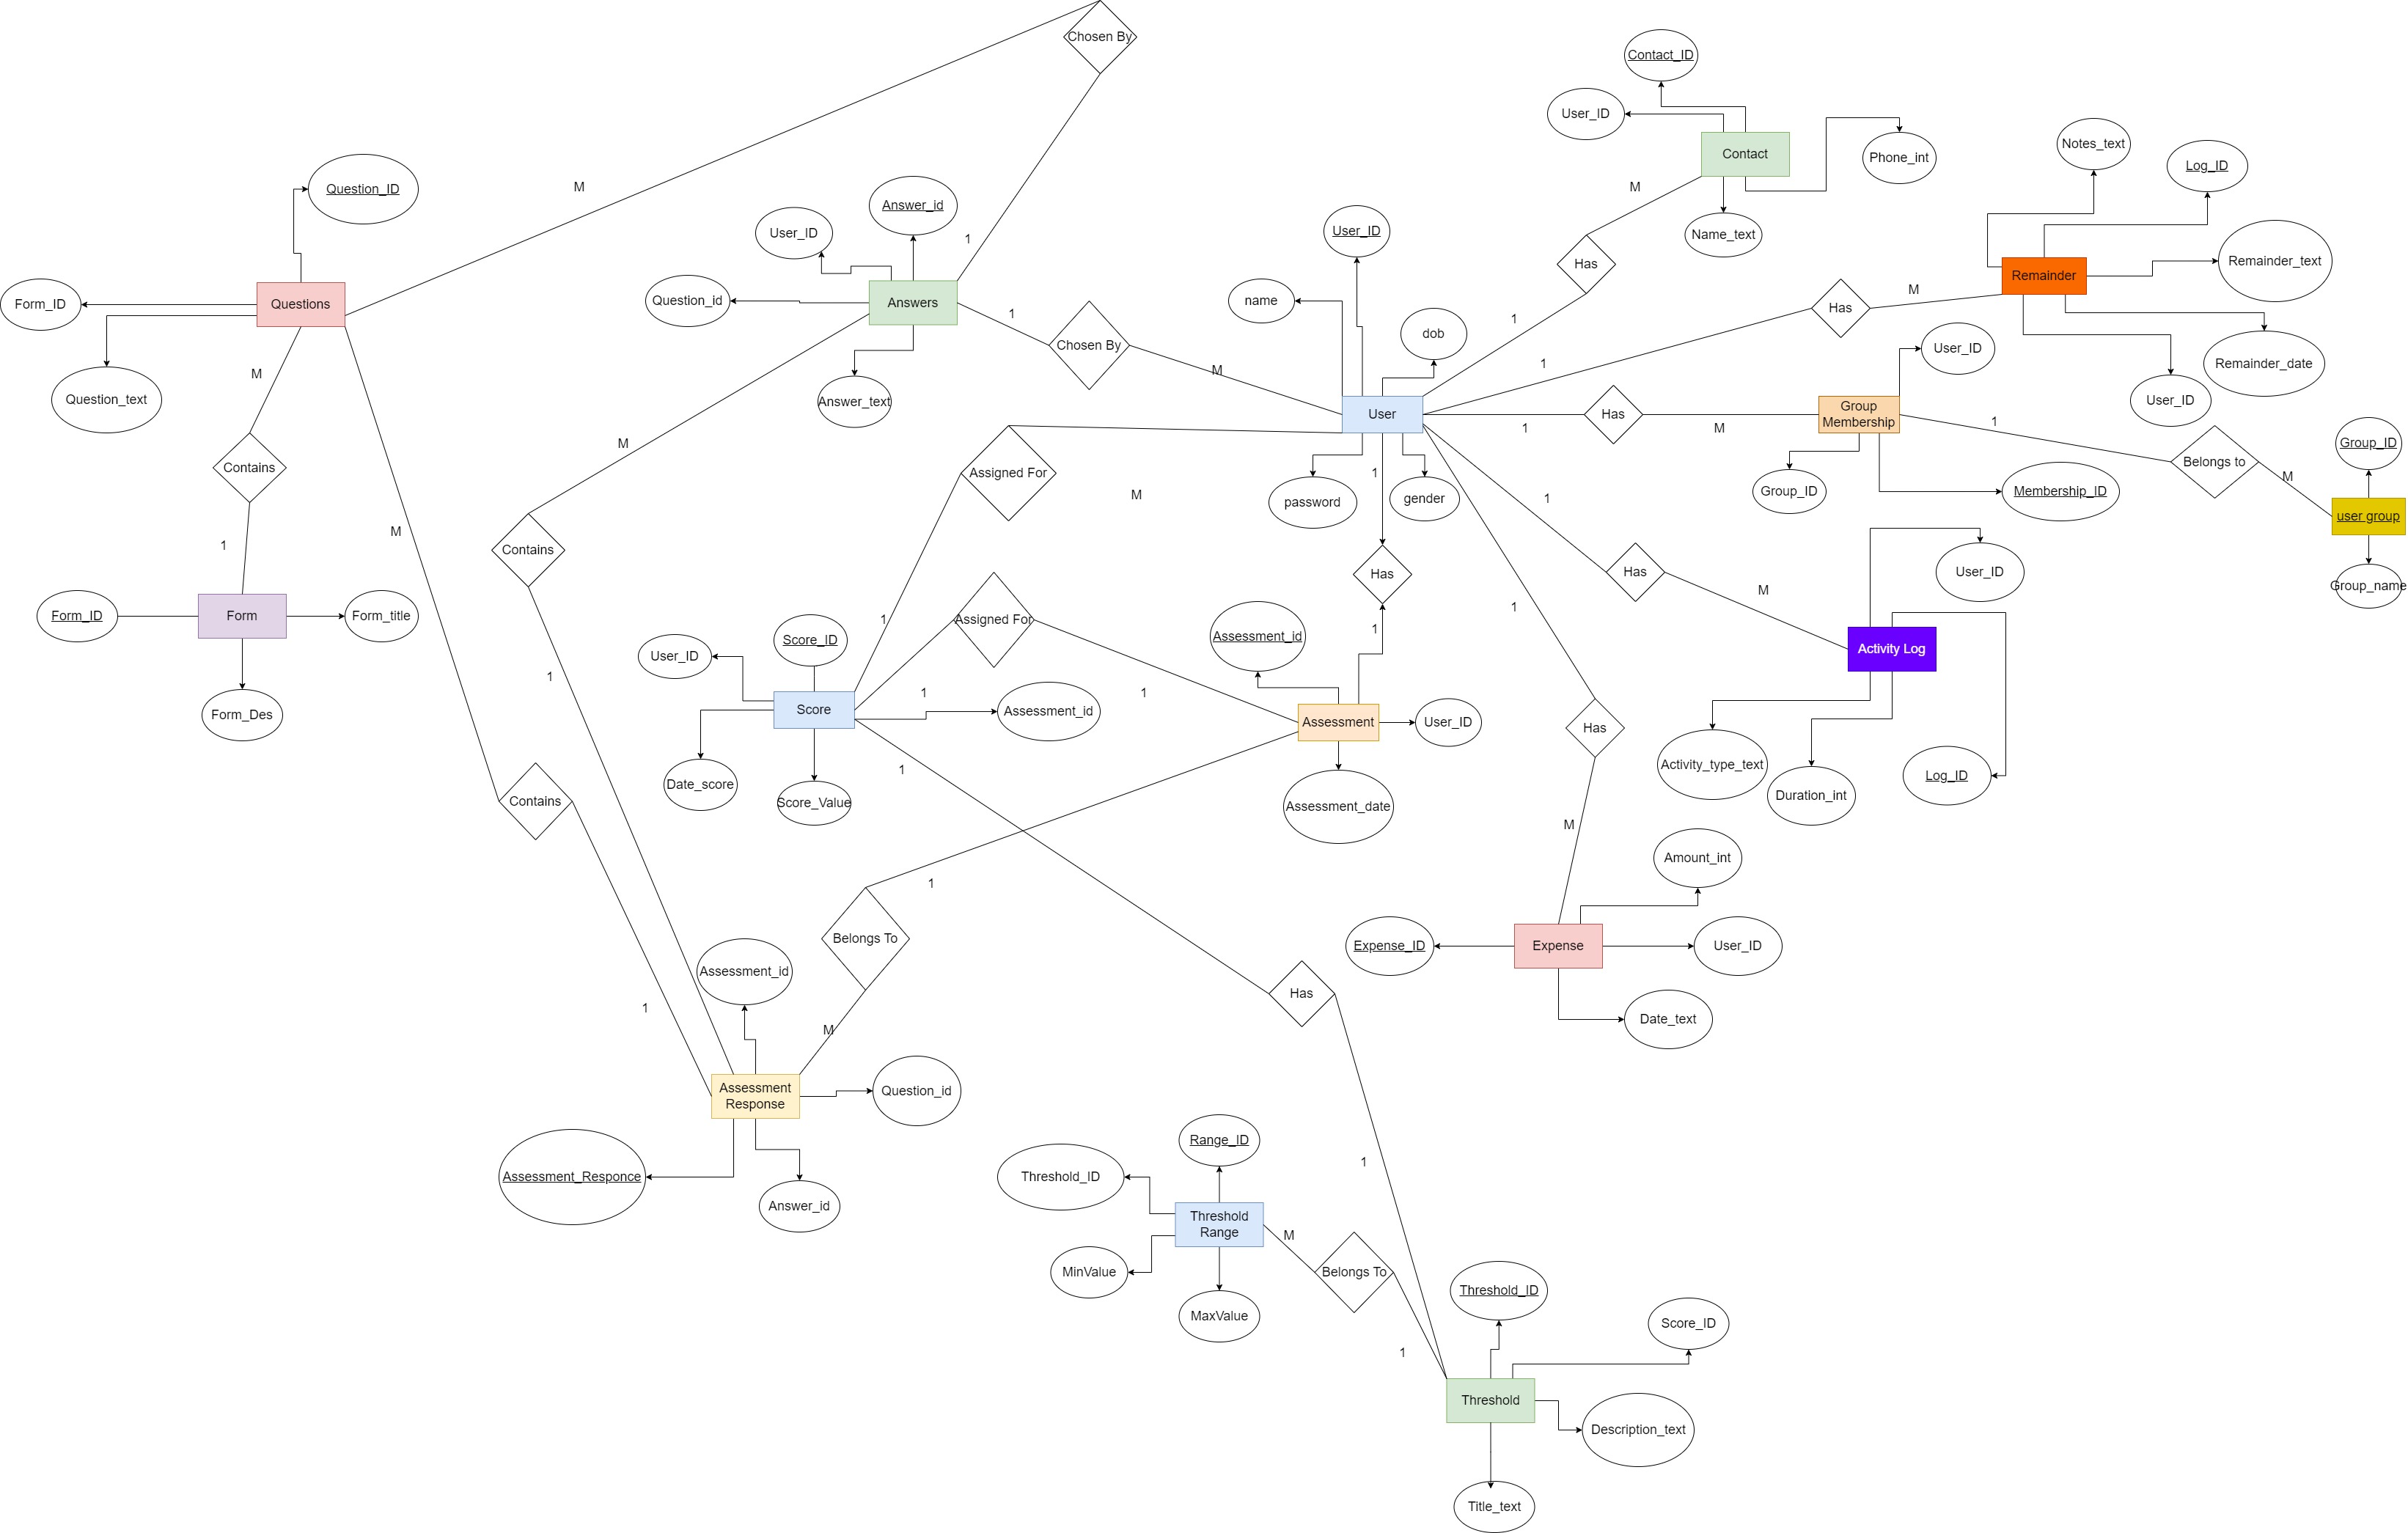 Chosen By
Contact_ID
User_ID
Contact
Phone_int
Name_text
M
Has
1
Notes_text
Log_ID
Remainder
Remainder_text
Remainder_date
User_ID
M
Has
1
M
Question_ID
Questions
Form_ID
Question_text
M
Contains
1
Form_ID
Form
Form_title
Form_Des
Answer_id
User_ID
Question_id
Answers
Answer_text
1
1
Chosen By
M
User_ID
name
dob
User
password
gender
1
Has
1
1
Has
M
Group
Membership
User_ID
Group_ID
Membership_ID
1
Belongs to
M
Group_ID
user group
Group_name
1
Has
M
User_ID
Activity Log
Activity_type_text
Duration_int
Log_ID
M
Contains
1
M
Contains
1
Assigned For
M
1
Assigned For
1
1
Score_ID
User_ID
Score
Assessment_id
Date_score
Score_Value
1
Assessment_id
Assessment
User_ID
Assessment_date
1
Has
M
Amount_int
Expense_ID
Expense
User_ID
Date_text
1
Belongs To
M
Assessment_id
Assessment
Response
Question_id
Assessment_Responce
Answer_id
Has
1
Range_ID
Threshold_ID
Threshold
Range
MinValue
MaxValue
M
Belongs To
1
Threshold_ID
Score_ID
Threshold
Description_text
Title_text